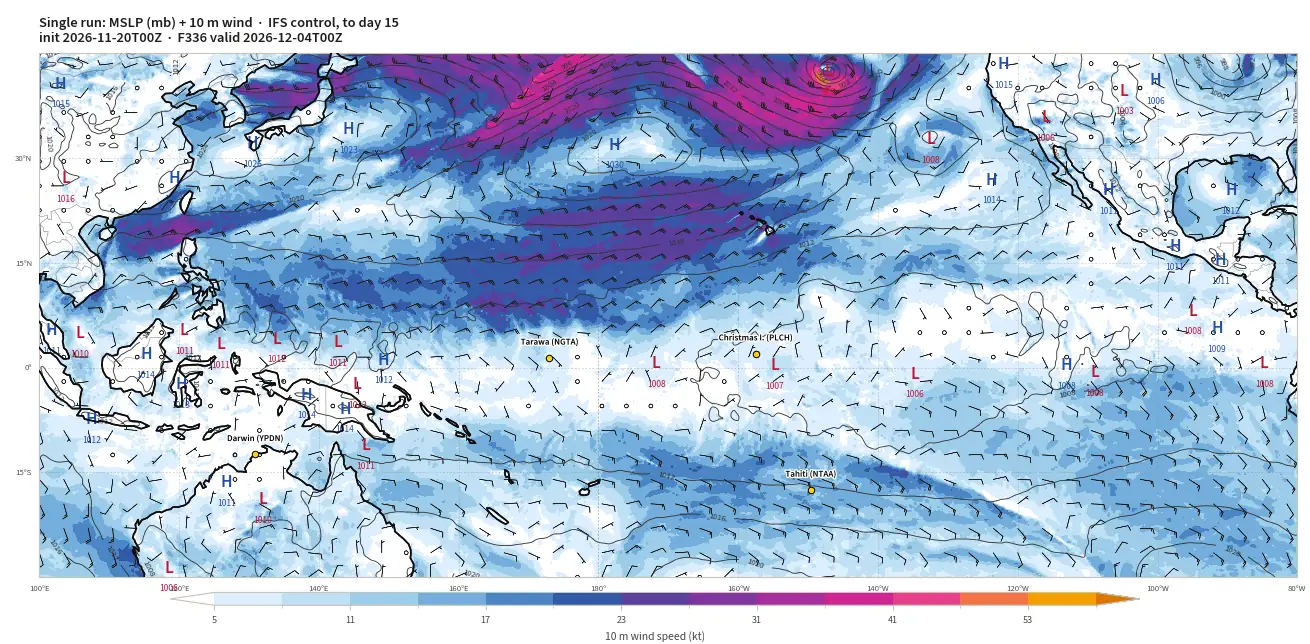 Single run: MSLP (mb) + 10 m wind · IFS control, to day 15
init 2026-11-20T00Z · F336 valid 2026-12-04T00Z
H 1015
H 1015
H 1006
L 1003
L 1006
H 1023
H 1030
L 1008
30°N
L 1016
H
H 1014
H
H 1012
1020
15°N
H 1011
H 1011
L 1008
H 1009
L 1010
L 1011
L 1011
L 1012
L 1011
H 1012
H 1014
Tarawa (NGTA)
Christmas I. (PLCH)
0°
L 1008
L 1007
L 1006
H 1008
L 1008
L 1008
H 1014
H 1012
L 1011
Darwin (YPDN)
15°S
H 1011
L 1010
Tahiti (NTAA)
1016
1020
L
100°E
140°E
160°E
180°
160°W
140°W
120°W
100°W
80°W
5
11
17
23
31
41
53
10 m wind speed (kt)